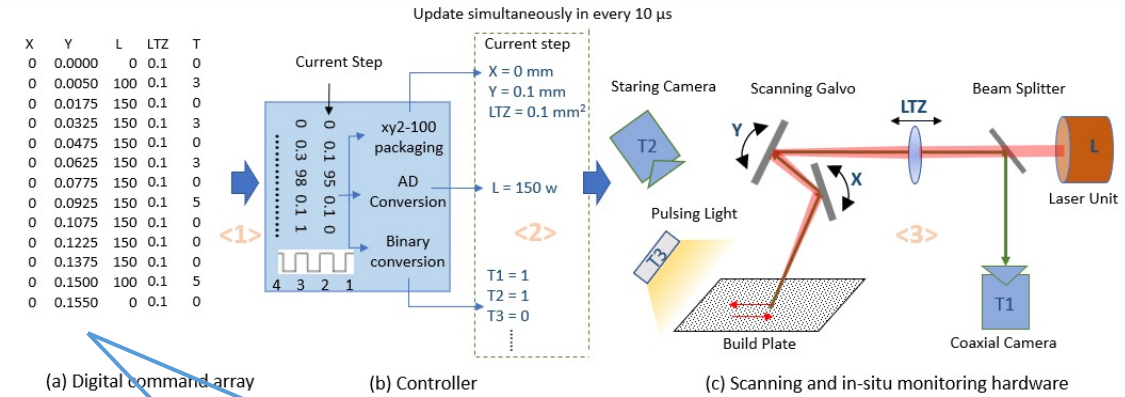 Update simultaneously in every 10 µs
X Y L LTZ T
0 0.0000 0 0.1 0
0 0.0050 100 0.1 3
0 0.0175 150 0.1 0
0 0.0325 150 0.1 3
0 0.0475 150 0.1 0
0 0.0625 150 0.1 3
0 0.0775 150 0.1 0
0 0.0925 150 0.1 5
0 0.1075 150 0.1 0
0 0.1225 150 0.1 0
0 0.1375 150 0.1 0
0 0.1500 100 0.1 5
0 0.1550 0 0.1 0
<1>
(a) Digital command array
Current Step
0 0.1 95 0.1 0
0 0.3 98 0.1 1
xy2-100
packaging
AD
Conversion
Binary
conversion
4 3 2 1
(b) Controller
Current step
X = 0 mm
Y = 0.1 mm
LTZ = 0.1 mm²
L = 150 w
<2>
T1 = 1
T2 = 1
T3 = 0
Staring Camera
T2
Scanning Galvo
Y
X
LTZ
Beam Splitter
L
Laser Unit
Pulsing Light
T3
<3>
Build Plate
T1
Coaxial Camera
(c) Scanning and in-situ monitoring hardware